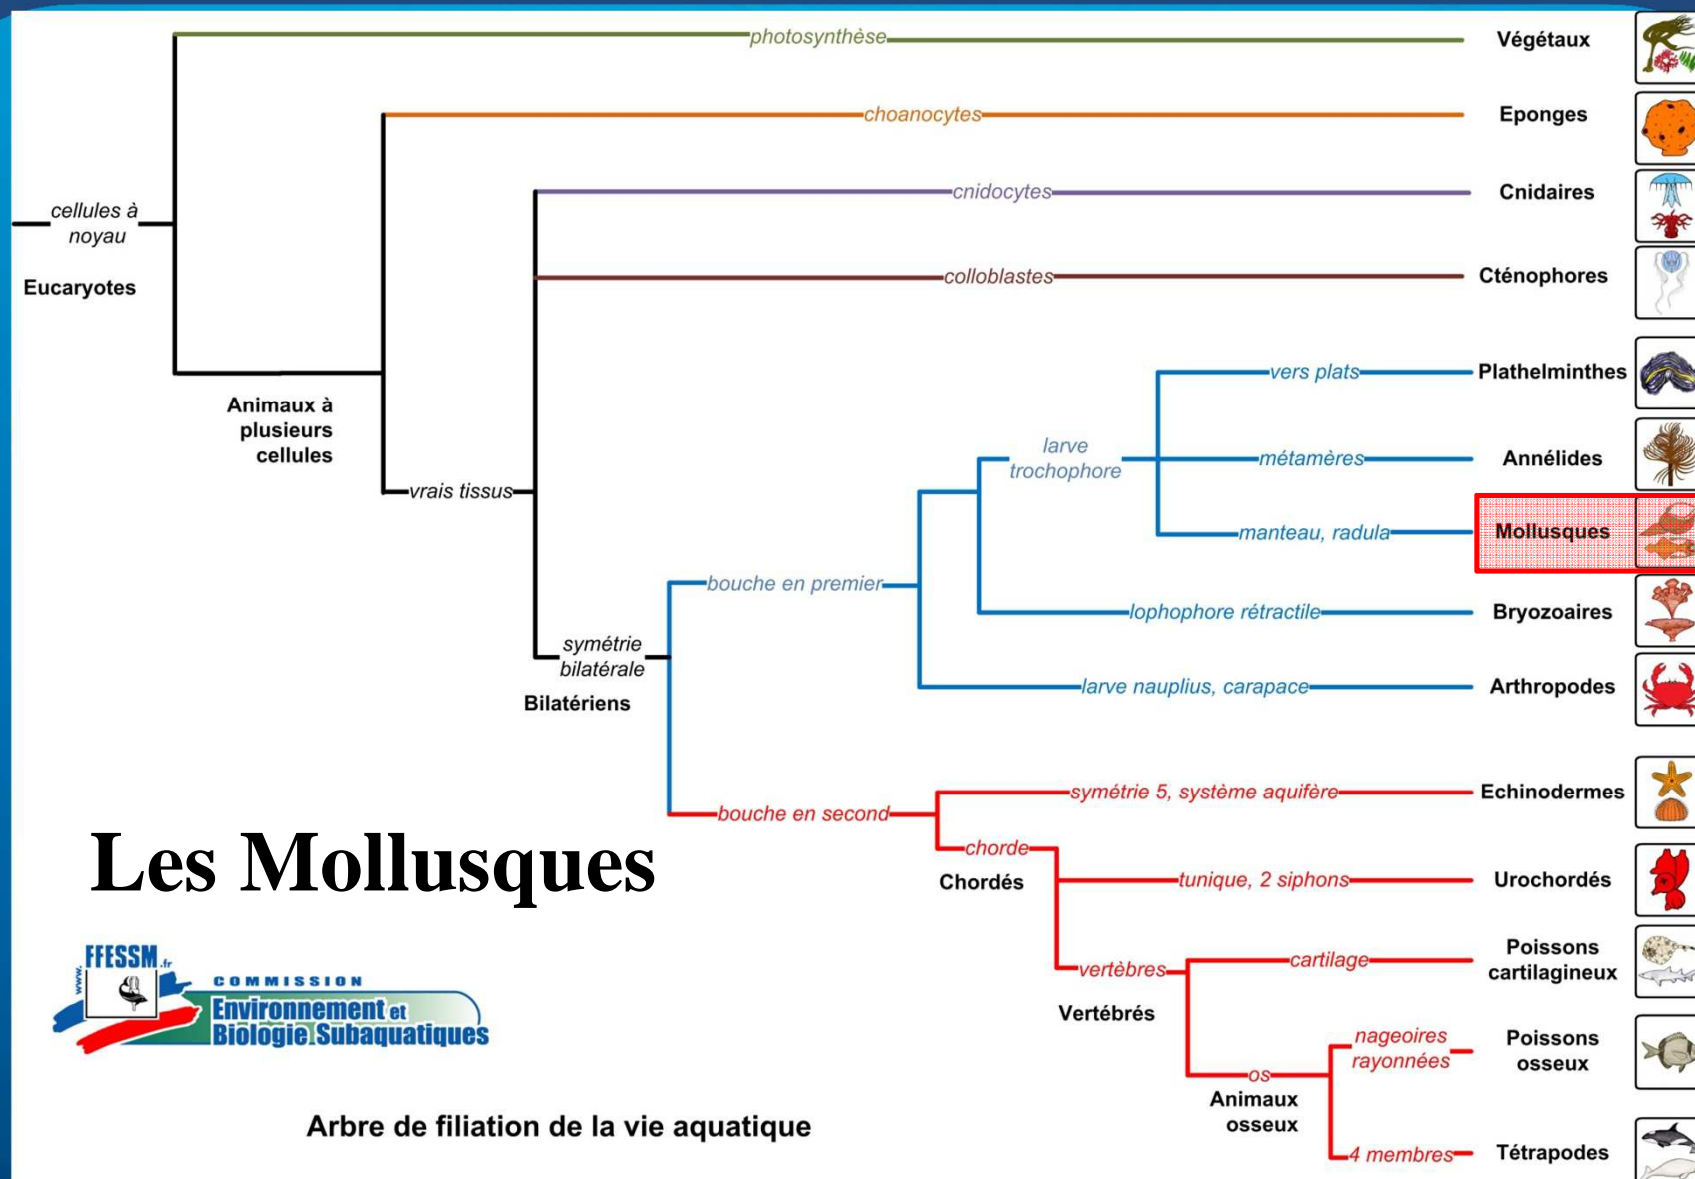 photosynthèse
Végétaux
choanocytes
Eponges
cnidocytes
Cnidaires
cellules à
noyau
Eucaryotes
colloblastes
Cténophores
vers plats
Plathelminthes
Animaux à
plusieurs
cellules
larve
trochophore
métamères
Annélides
vrais tissus
manteau, radula
Mollusques
bouche en premier
lophophore rétractile
Bryozoaires
symétrie
bilatérale
Bilatériens
larve nauplius, carapace
Arthropodes
symétrie 5, système aquifère
Echinodermes
bouche en second
chorde
Chordés
tunique, 2 siphons
Urochordés
Les Mollusques
vertèbres
Vertébrés
cartilage
Poissons
cartilagineux
www.
FFESSM.fr
COMMISSION
Environnement et
Biologie Subaquatiques
nageoires
rayonnées
Poissons
osseux
os
Animaux
osseux
Arbre de filiation de la vie aquatique
4 membres
Tétrapodes